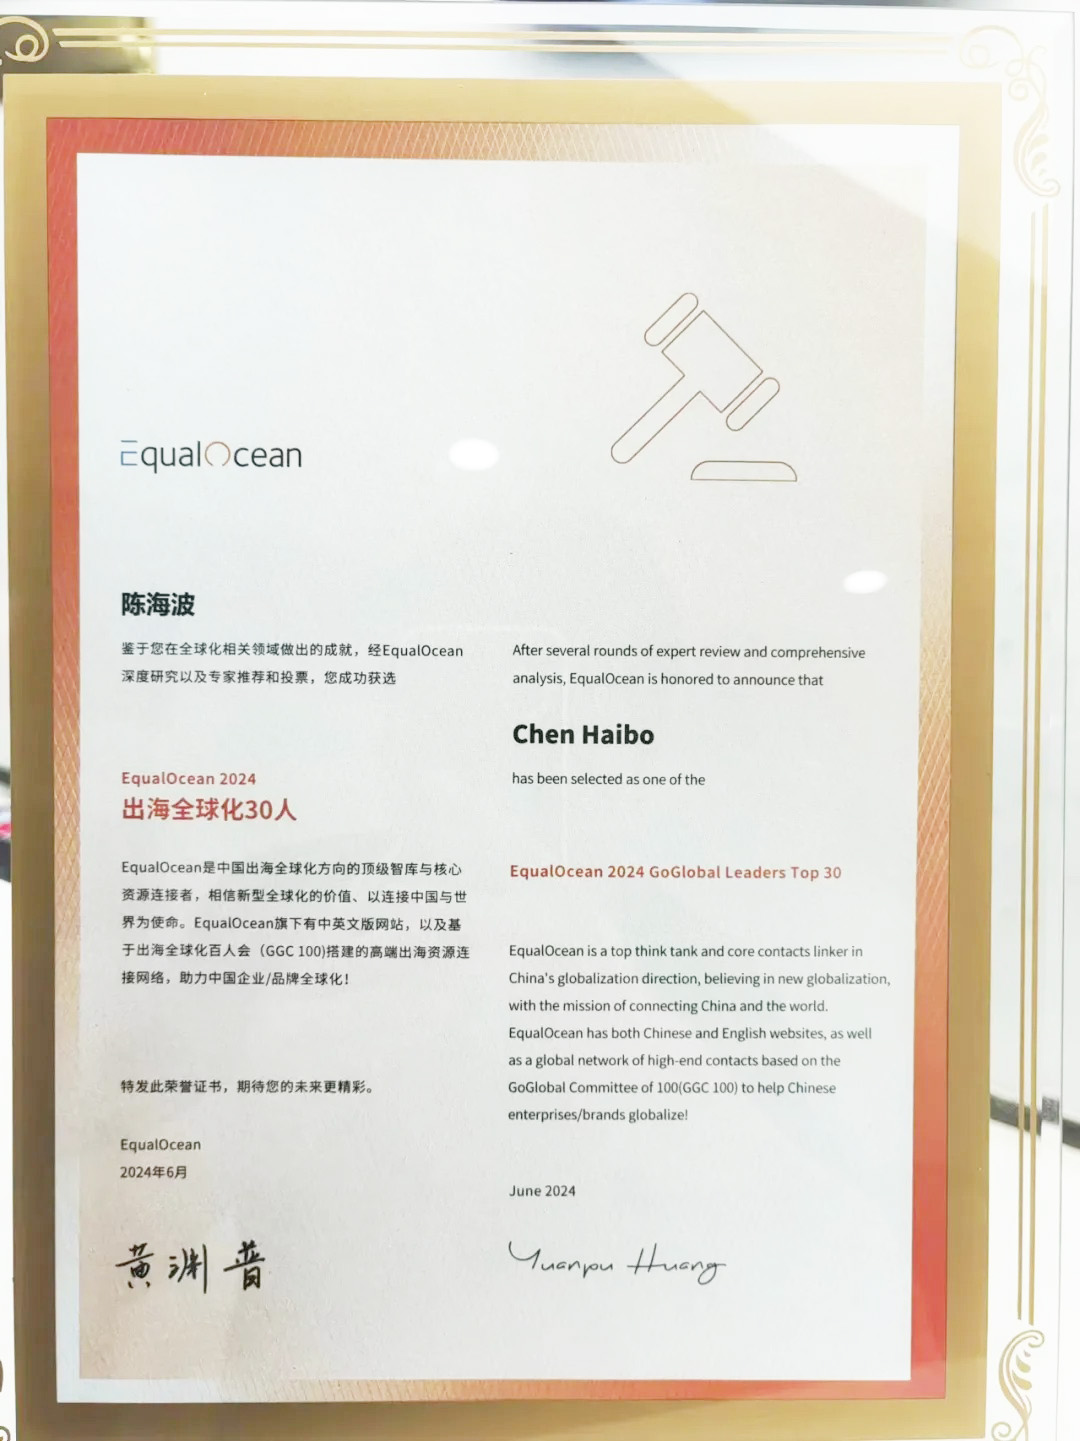 EqualOcean
陈海波
鉴于您在全球化相关领域做出的成就，经EqualOcean
深度研究以及专家推荐和投票，您成功获选
EqualOcean 2024
出海全球化30人
EqualOcean是中国出海全球化方向的顶级智库与核心
资源连接者，相信新型全球化的价值、以连接中国与世
界为使命。EqualOcean旗下有中英文版网站，以及基
于出海全球化百人会（GGC 100)搭建的高端出海资源连
接网络，助力中国企业/品牌全球化！
特发此荣誉证书，期待您的未来更精彩。
EqualOcean
2024年6月
黄渊普
After several rounds of expert review and comprehensive
analysis, EqualOcean is honored to announce that
Chen Haibo
has been selected as one of the
EqualOcean 2024 GoGlobal Leaders Top 30
EqualOcean is a top think tank and core contacts linker in
China's globalization direction, believing in new globalization,
with the mission of connecting China and the world.
EqualOcean has both Chinese and English websites, as well
as a global network of high-end contacts based on the
GoGlobal Committee of 100(GGC 100) to help Chinese
enterprises/brands globalize!
June 2024
Yuanpu Huang